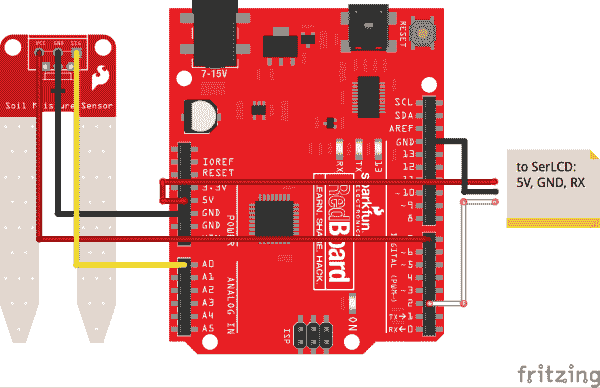 VCC GND SIG
Soil Moisture Sensor
7-15V
RESET
SCL
SDA
AREF
GND
13
12
~10
~9
8
RX
TX
13
IOREF
RESET
3.3V
5V
GND
GND
A0
A1
A2
A3
A4
A5
POWER
ANALOG IN
sparkfun
ELECTRONICS
RedBoard
LEARN. SHARE. HACK.
DIGITAL (PWM~)
7
~6
~5
4
~3
2
TX→1
RX←0
ON
ISP
to SerLCD:
5V, GND, RX
fritzing